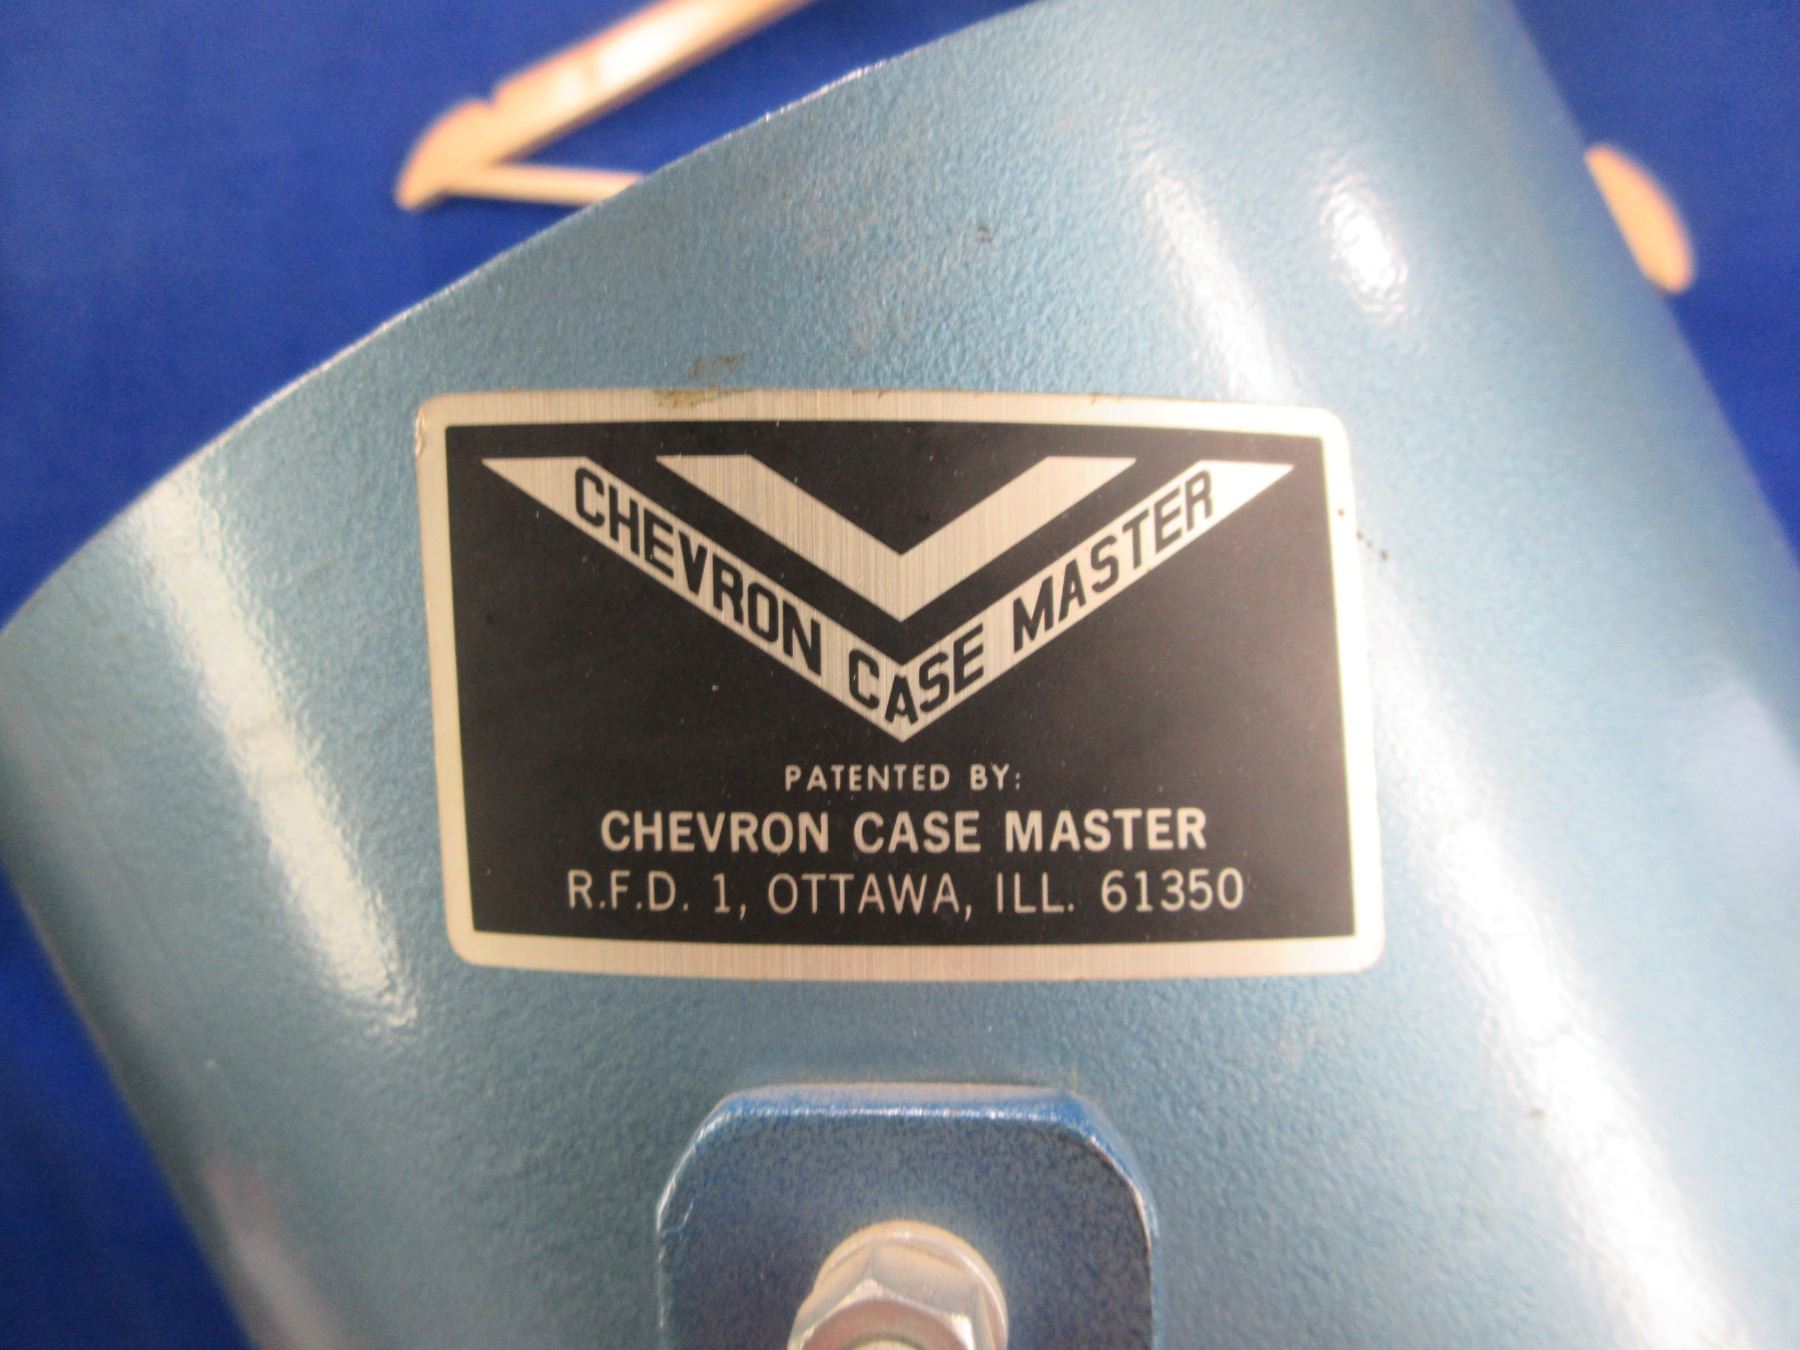 CHEVRON CASE MASTER
PATENTED BY:
CHEVRON CASE MASTER
R.F.D. 1, OTTAWA, ILL. 61350